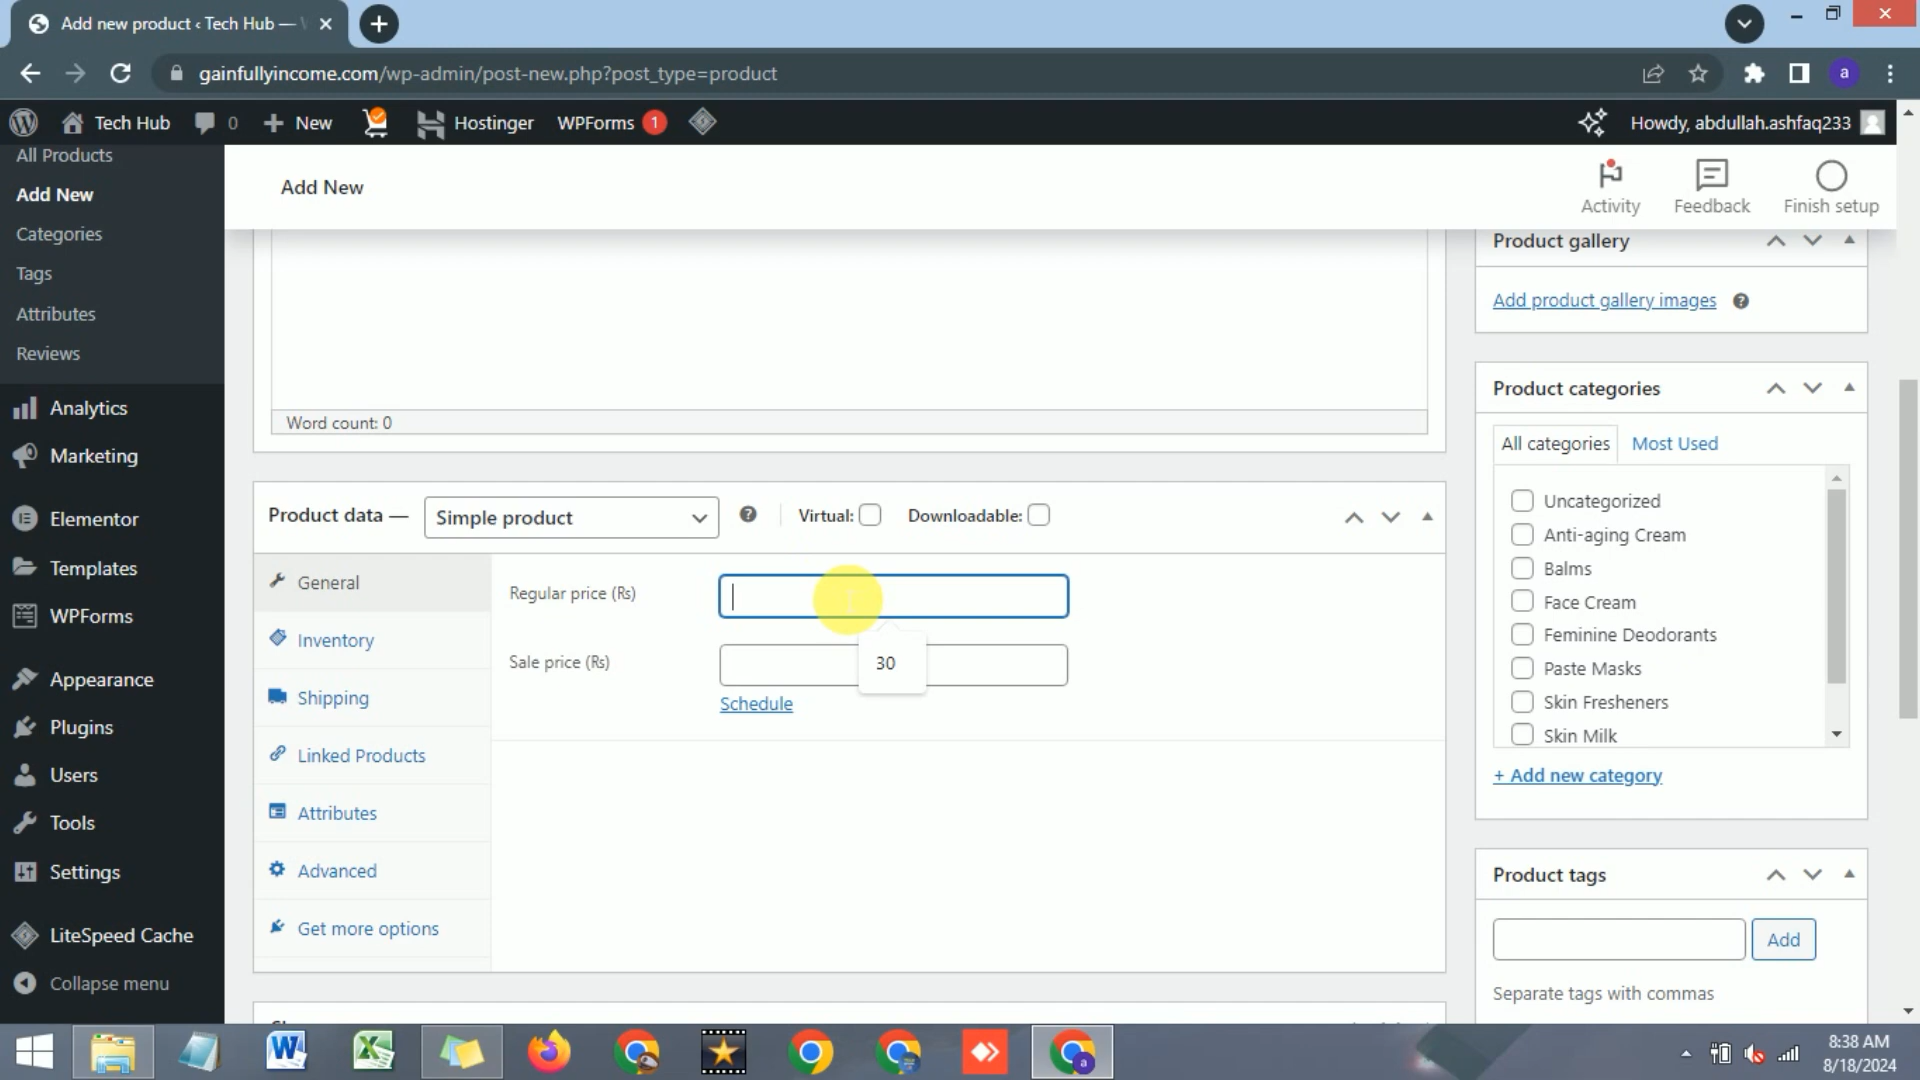 Add new product ‹ Tech Hub —
gainfullyincome.com/wp-admin/post-new.php?post_type=product
a
Tech Hub
0
New
Hostinger
WPForms 1
Howdy, abdullah.ashfaq233
All Products
Add New
Categories
Tags
Attributes
Reviews
Analytics
Marketing
Elementor
Templates
WPForms
Appearance
Plugins
Users
Tools
Settings
LiteSpeed Cache
Collapse menu
Add New
Activity
Feedback
Finish setup
Word count: 0
Product data —
Simple product
Virtual:
Downloadable:
General
Inventory
Shipping
Linked Products
Attributes
Advanced
Get more options
Regular price (Rs)
30
Sale price (Rs)
Schedule
Product gallery
Add product gallery images
Product categories
All categories
Most Used
Uncategorized
Anti-aging Cream
Balms
Face Cream
Feminine Deodorants
Paste Masks
Skin Fresheners
Skin Milk
+ Add new category
Product tags
Add
Separate tags with commas
8:38 AM
8/18/2024